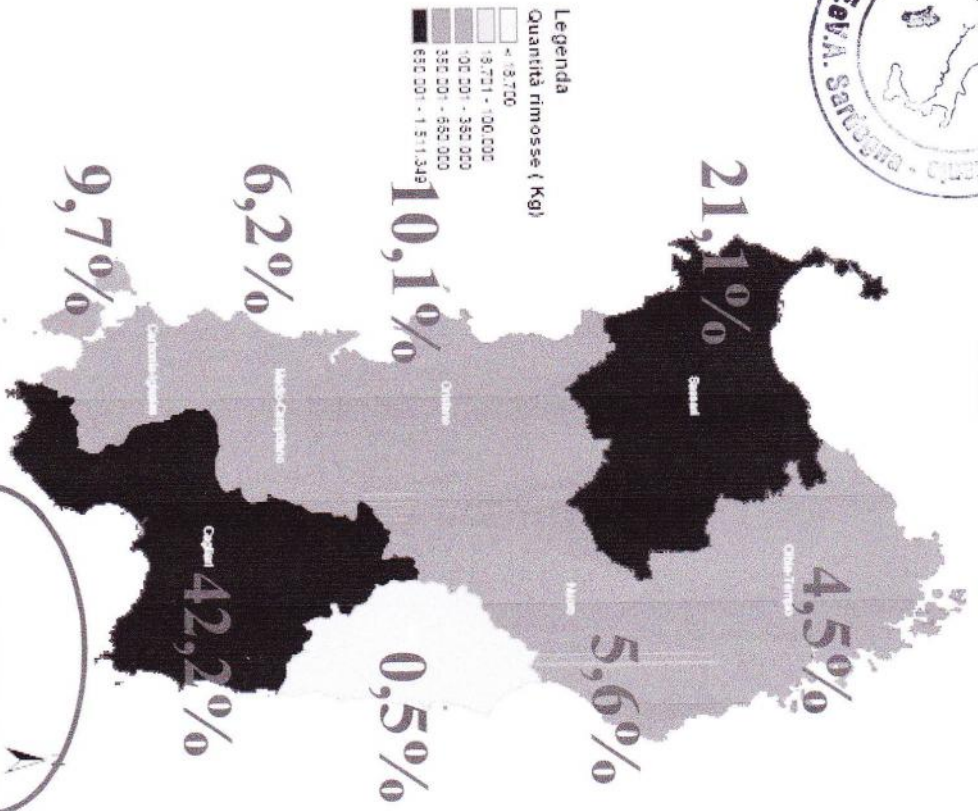 Legenda
Quantità rimosse ( Kg)
< 18.700
18.701 - 100.000
100.001 - 350.000
350.001 - 650.000
650.001 - 1.511.349
21,1%
Sassari
4,5%
Olbia-Tempio
5,6%
Nuoro
10,1%
Oristano
0,5%
6,2%
Medio Campidano
9,7%
Carbonia-Iglesias
42,2%
Cagliari
Sardegna